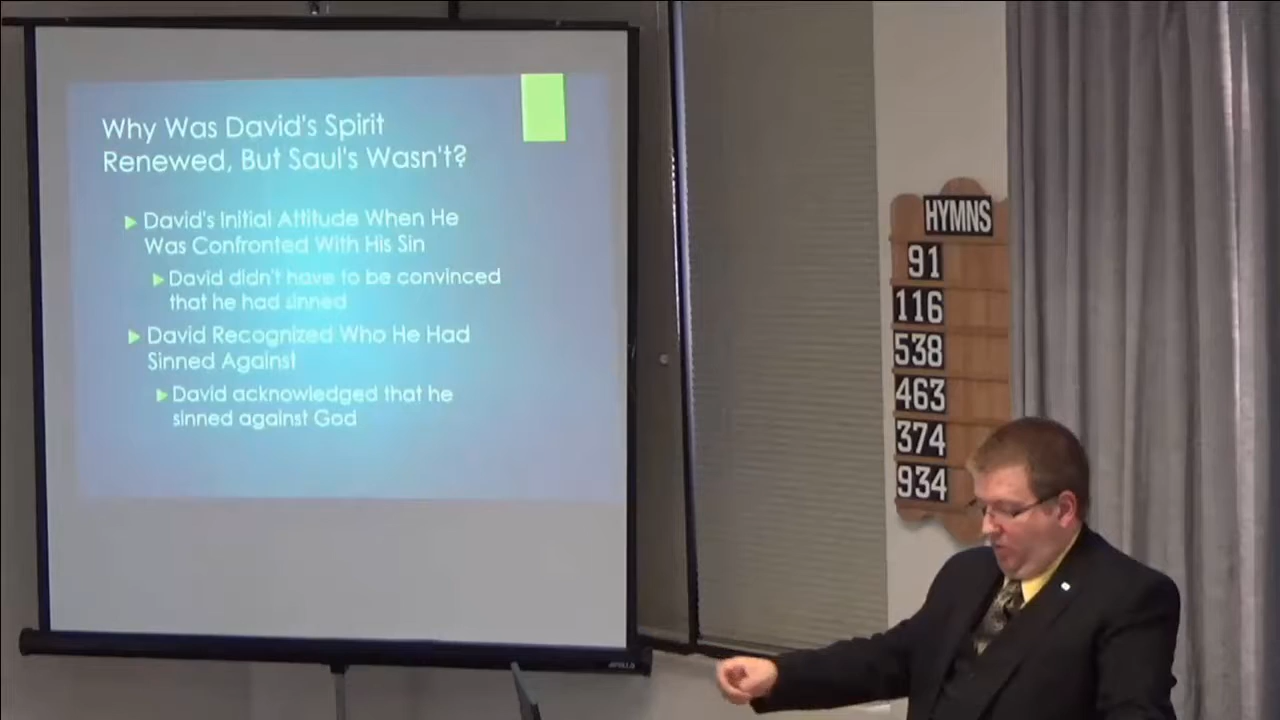 Why Was David's Spirit
Renewed, But Saul's Wasn't?
David's Initial Attitude When He
Was Confronted With His Sin
David didn't have to be convinced
that he had sinned
David Recognized Who He Had
Sinned Against
David acknowledged that he
sinned against God
HYMNS
91
116
538
463
374
934
APOLLO